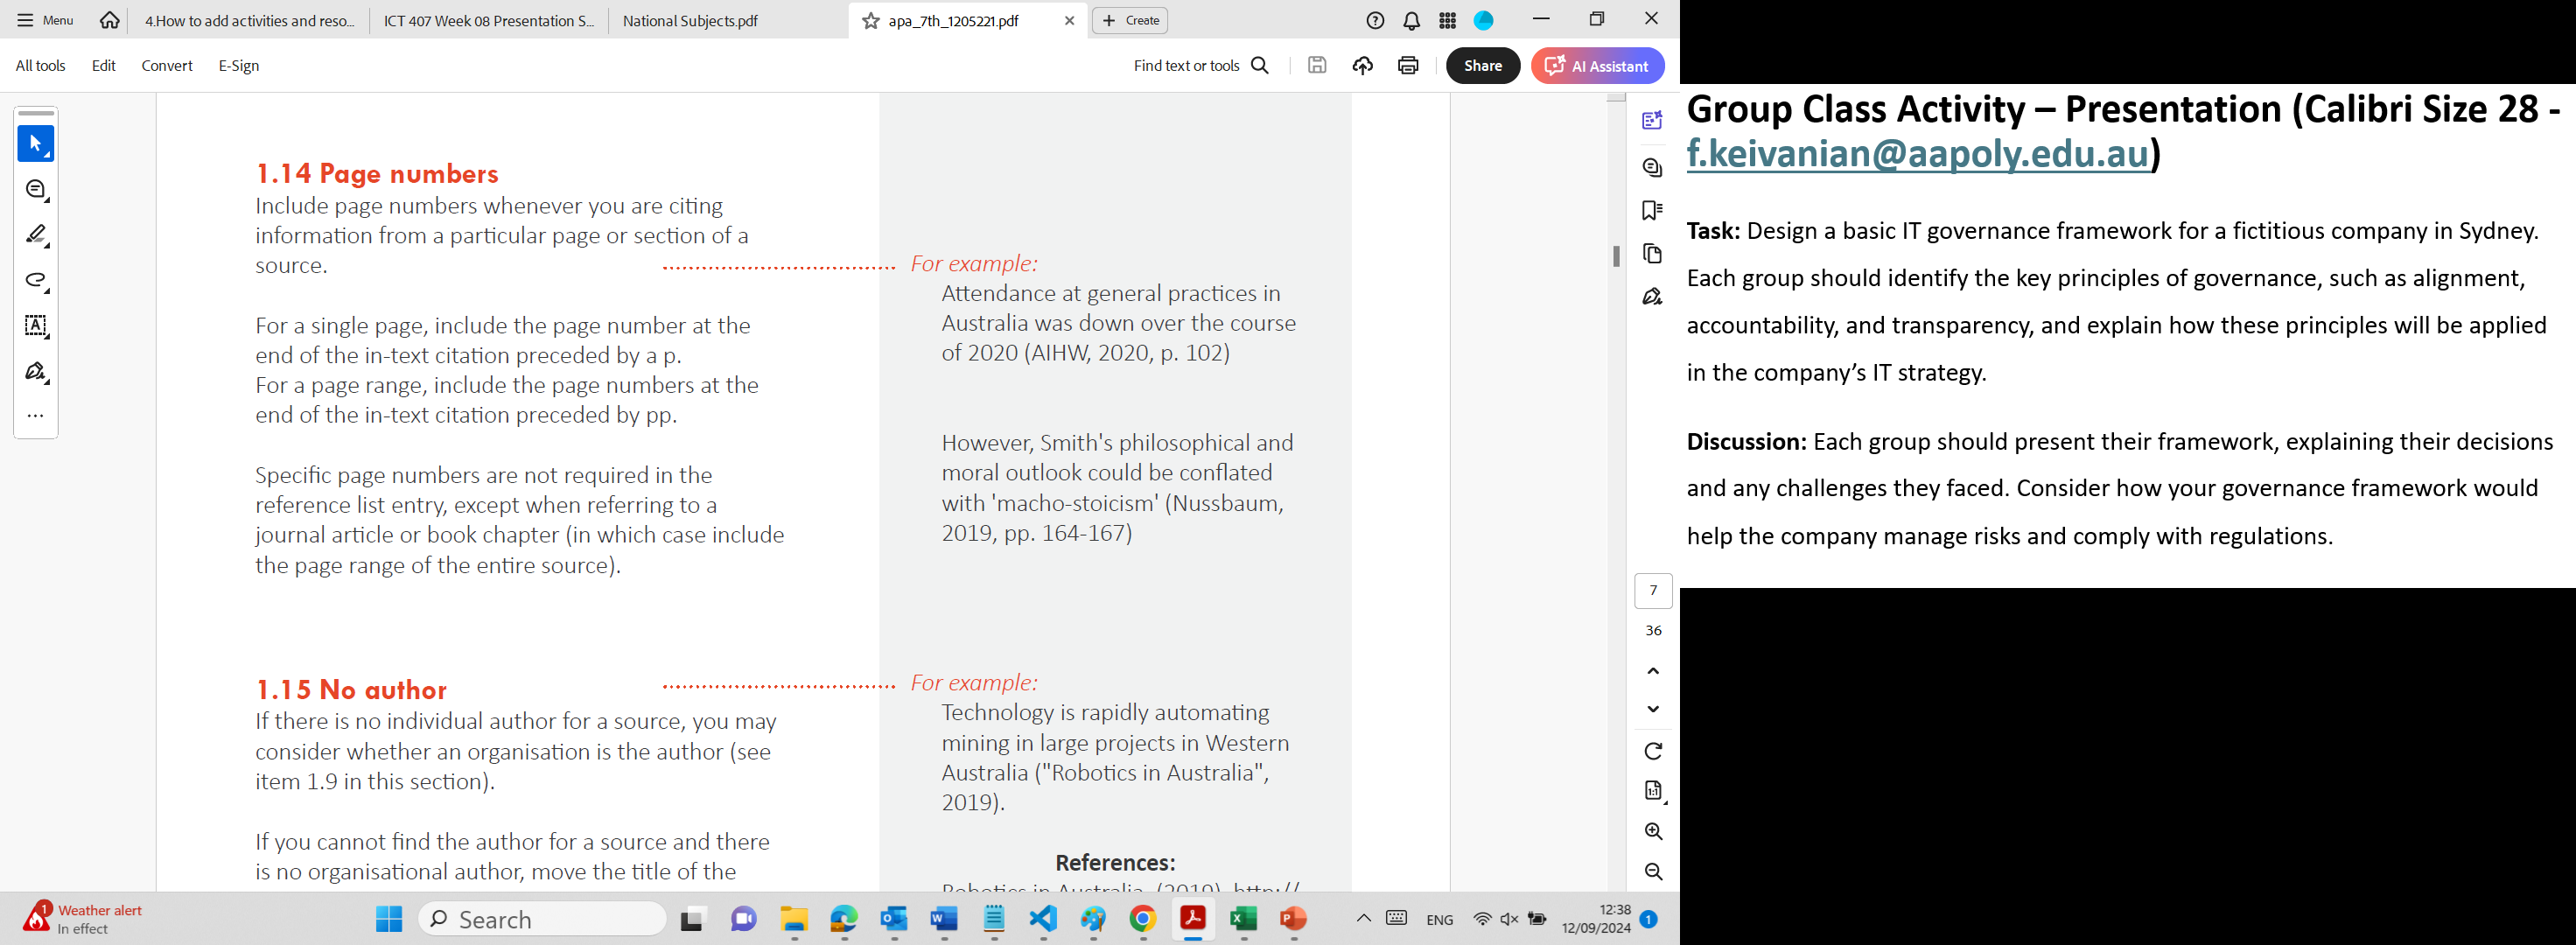 Menu
4.How to add activities and reso...
ICT 407 Week 08 Presentation S...
National Subjects.pdf
apa_7th_1205221.pdf
Create
All tools
Edit
Convert
E-Sign
Find text or tools
Share
AI Assistant
1.14 Page numbers
Include page numbers whenever you are citing
information from a particular page or section of a
source.
For a single page, include the page number at the
end of the in-text citation preceded by a p.
For a page range, include the page numbers at the
end of the in-text citation preceded by pp.
Specific page numbers are not required in the
reference list entry, except when referring to a
journal article or book chapter (in which case include
the page range of the entire source).
For example:
Attendance at general practices in
Australia was down over the course
of 2020 (AIHW, 2020, p. 102)
However, Smith's philosophical and
moral outlook could be conflated
with 'macho-stoicism' (Nussbaum,
2019, pp. 164-167)
1.15 No author
If there is no individual author for a source, you may
consider whether an organisation is the author (see
item 1.9 in this section).
If you cannot find the author for a source and there
is no organisational author, move the title of the
For example:
Technology is rapidly automating
mining in large projects in Western
Australia ("Robotics in Australia",
2019).
References:
Robotics in Australia. (2019). http://
7
36
Weather alert
In effect
Search
ENG
12:38
12/09/2024
1
Group Class Activity – Presentation (Calibri Size 28 -
f.keivanian@aapoly.edu.au)
Task: Design a basic IT governance framework for a fictitious company in Sydney.
Each group should identify the key principles of governance, such as alignment,
accountability, and transparency, and explain how these principles will be applied
in the company’s IT strategy.
Discussion: Each group should present their framework, explaining their decisions
and any challenges they faced. Consider how your governance framework would
help the company manage risks and comply with regulations.